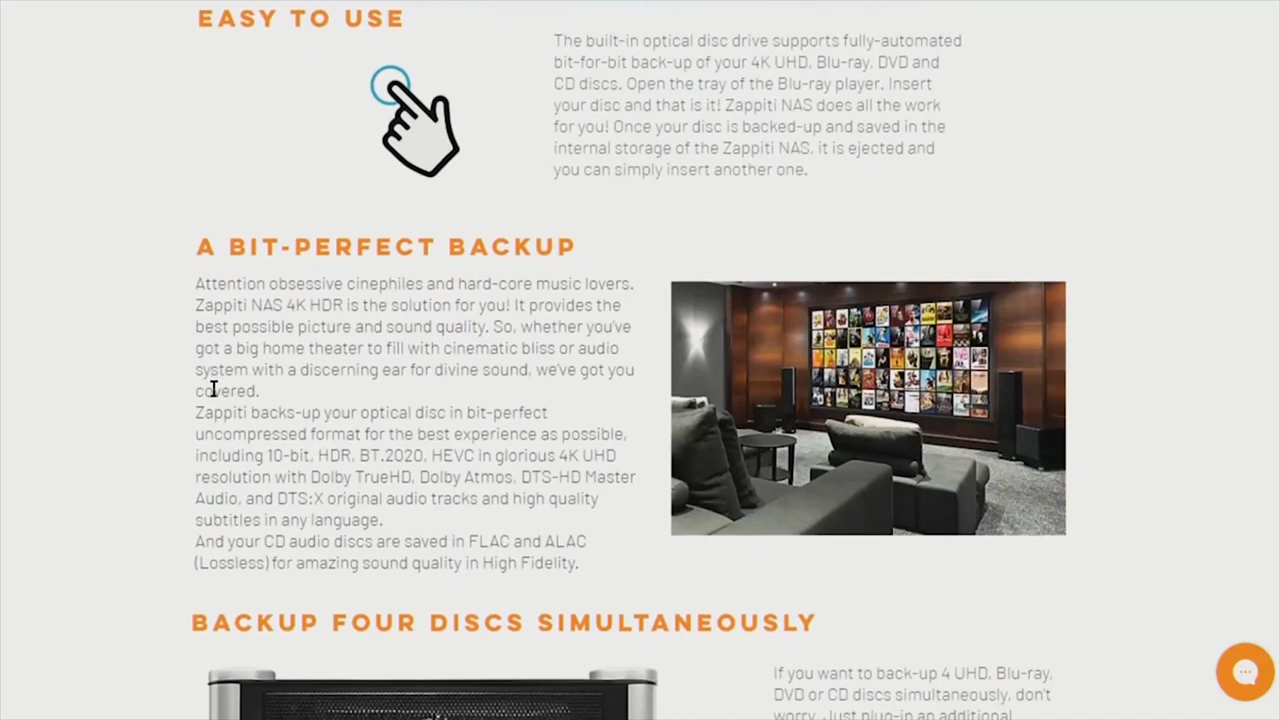 EASY TO USE
The built-in optical disc drive supports fully-automated
bit-for-bit back-up of your 4K UHD, Blu-ray, DVD and
CD discs. Open the tray of the Blu-ray player. Insert
your disc and that is it! Zappiti NAS does all the work
for you! Once your disc is backed-up and saved in the
internal storage of the Zappiti NAS, it is ejected and
you can simply insert another one.
A BIT-PERFECT BACKUP
Attention obsessive cinephiles and hard-core music lovers.
Zappiti NAS 4K HDR is the solution for you! It provides the
best possible picture and sound quality. So, whether you've
got a big home theater to fill with cinematic bliss or audio
system with a discerning ear for divine sound, we've got you
covered.
Zappiti backs-up your optical disc in bit-perfect
uncompressed format for the best experience as possible,
including 10-bit, HDR, BT.2020, HEVC in glorious 4K UHD
resolution with Dolby TrueHD, Dolby Atmos, DTS-HD Master
Audio, and DTS:X original audio tracks and high quality
subtitles in any language.
And your CD audio discs are saved in FLAC and ALAC
(Lossless) for amazing sound quality in High Fidelity.
BACKUP FOUR DISCS SIMULTANEOUSLY
If you want to back-up 4 UHD, Blu-ray,
DVD or CD discs simultaneously, don't
worry. Just plug-in an additional